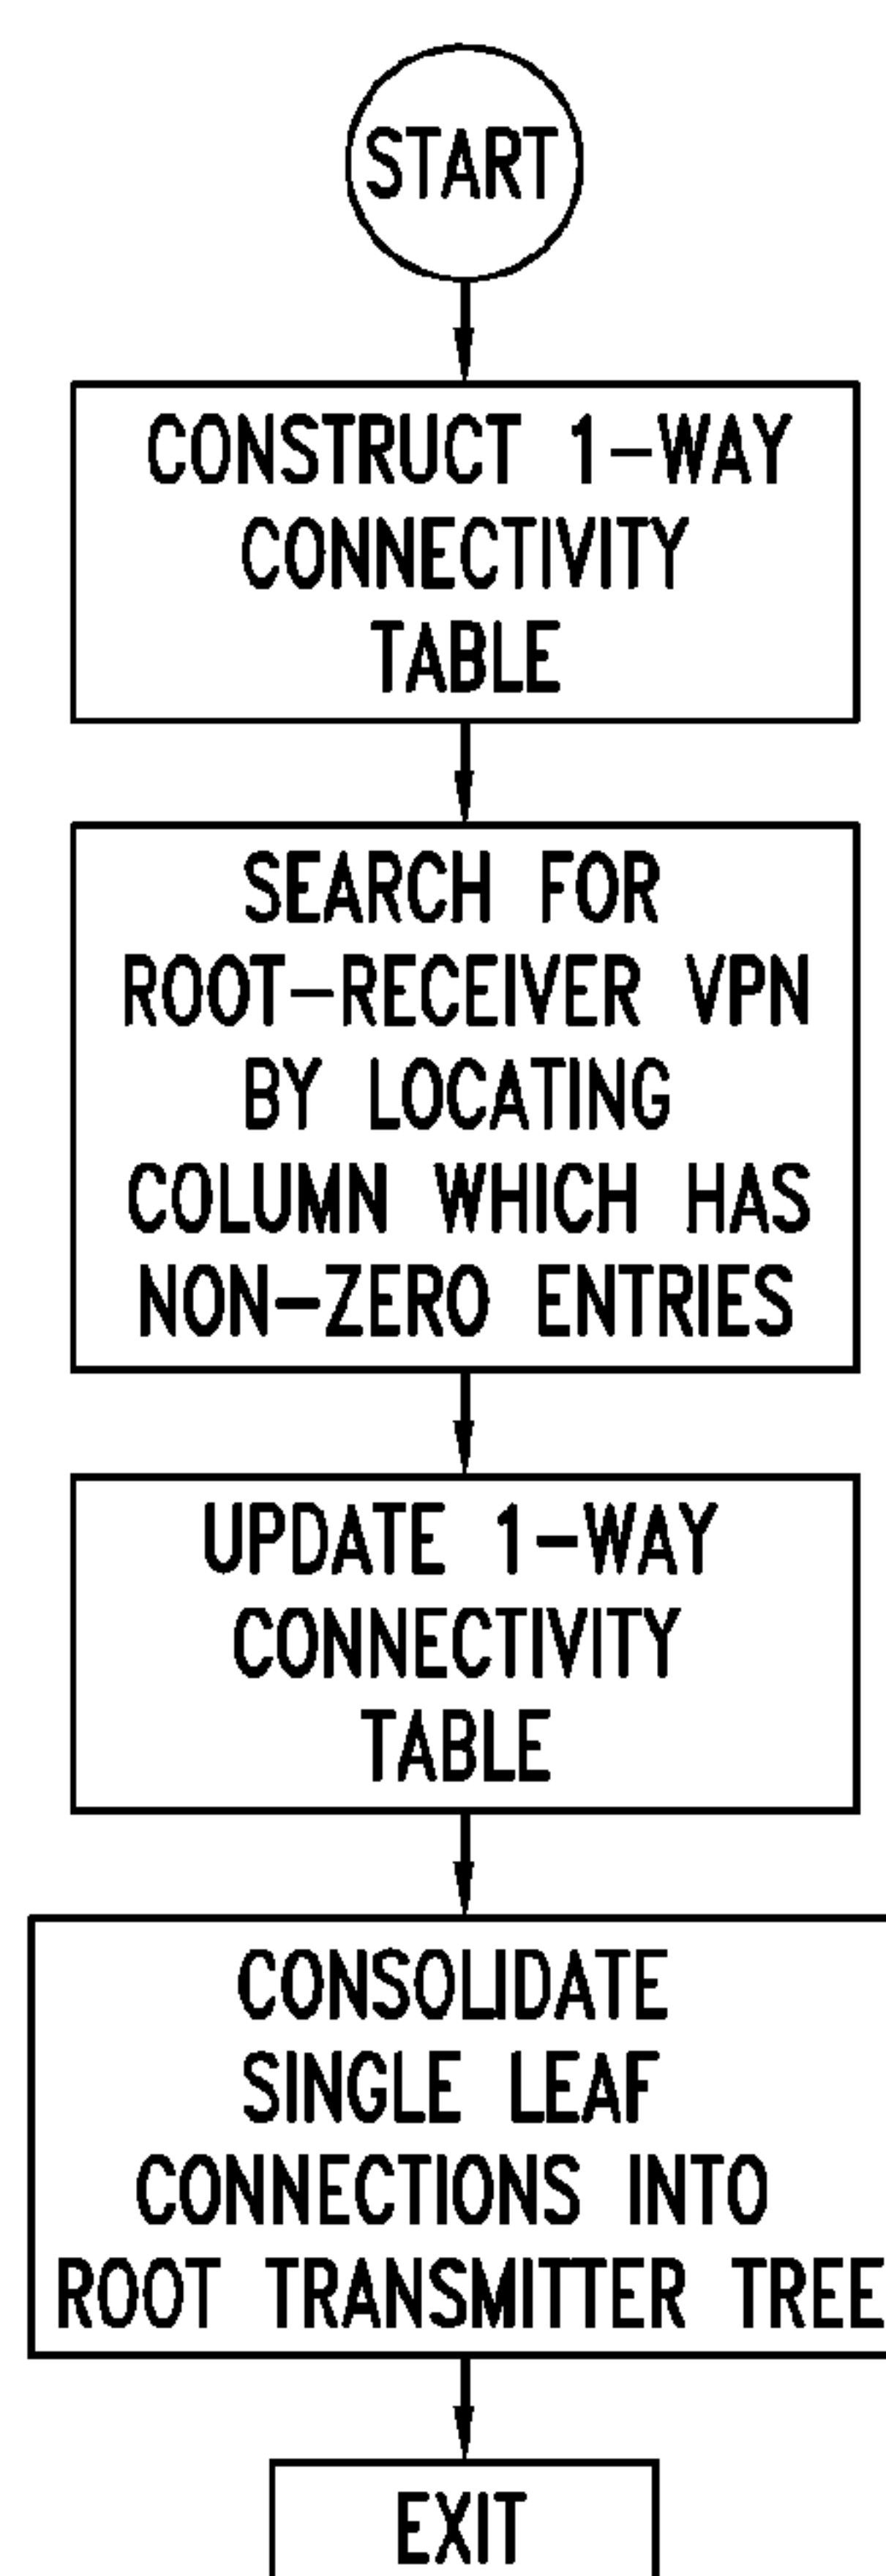 START
CONSTRUCT 1-WAY
CONNECTIVITY
TABLE
SEARCH FOR
ROOT-RECEIVER VPN
BY LOCATING
COLUMN WHICH HAS
NON-ZERO ENTRIES
UPDATE 1-WAY
CONNECTIVITY
TABLE
CONSOLIDATE
SINGLE LEAF
CONNECTIONS INTO
ROOT TRANSMITTER TREE
EXIT